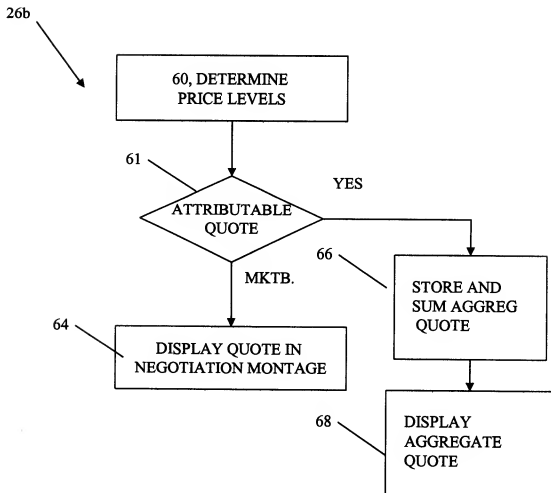 26b
60, DETERMINE
PRICE LEVELS
61
YES
ATTRIBUTABLE
QUOTE
66
MKTB.
STORE AND
SUM AGGREG
QUOTE
64
DISPLAY QUOTE IN
NEGOTIATION MONTAGE
68
DISPLAY
AGGREGATE
QUOTE